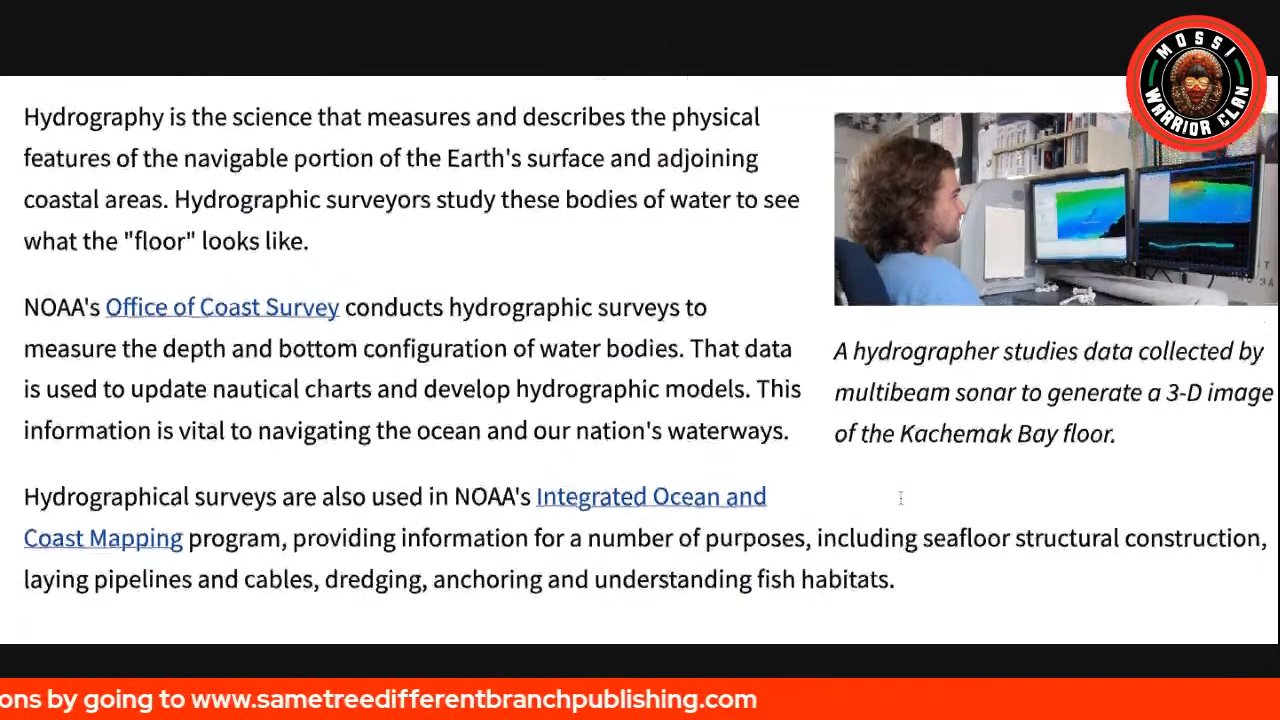 MOSSI
WARRIOR CLAN
Hydrography is the science that measures and describes the physical
features of the navigable portion of the Earth's surface and adjoining
coastal areas. Hydrographic surveyors study these bodies of water to see
what the "floor" looks like.
NOAA's Office of Coast Survey conducts hydrographic surveys to
measure the depth and bottom configuration of water bodies. That data
is used to update nautical charts and develop hydrographic models. This
information is vital to navigating the ocean and our nation's waterways.
A hydrographer studies data collected by
multibeam sonar to generate a 3-D image
of the Kachemak Bay floor.
Hydrographical surveys are also used in NOAA's Integrated Ocean and
Coast Mapping program, providing information for a number of purposes, including seafloor structural construction,
laying pipelines and cables, dredging, anchoring and understanding fish habitats.
ons by going to www.sametreedifferentbranchpublishing.com